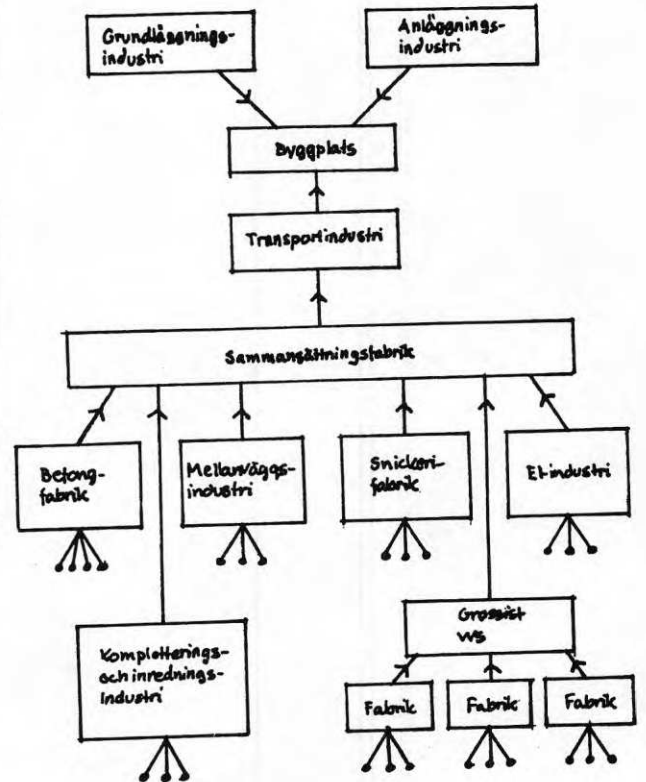 Grundläggnings-
industri
Anläggnings-
industri
Byggplats
Transportindustri
Sammansättningsfabrik
Betong-
fabrik
Mellanväggs-
industri
Snickeri-
fabrik
El-industri
Kompletterings-
och inrednings-
industri
Grossist
VVS
Fabrik
Fabrik
Fabrik